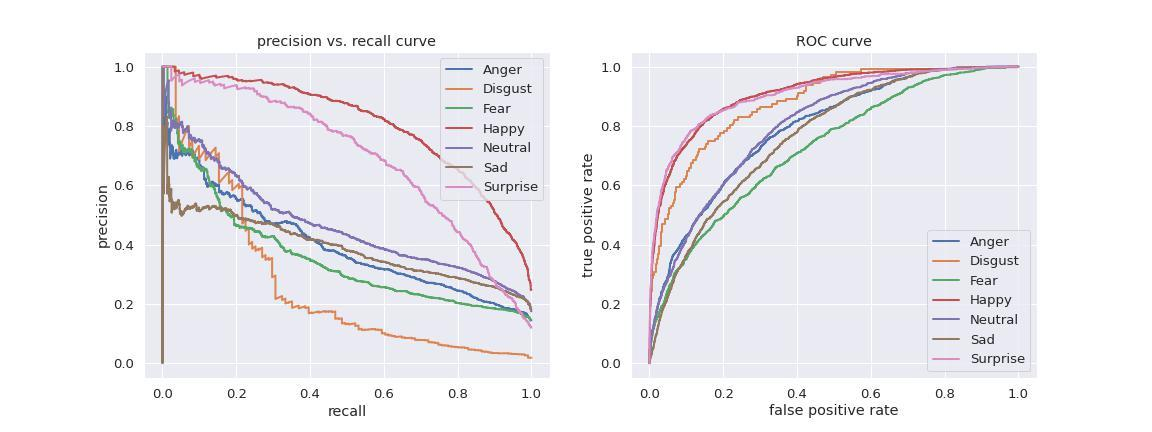 precision vs. recall curve
1.0
0.8
0.6
0.4
0.2
0.0
precision
Anger
Disgust
Fear
Happy
Neutral
Sad
Surprise
0.0 0.2 0.4 0.6 0.8 1.0
recall
ROC curve
1.0
0.8
0.6
0.4
0.2
0.0
true positive rate
Anger
Disgust
Fear
Happy
Neutral
Sad
Surprise
0.0 0.2 0.4 0.6 0.8 1.0
false positive rate